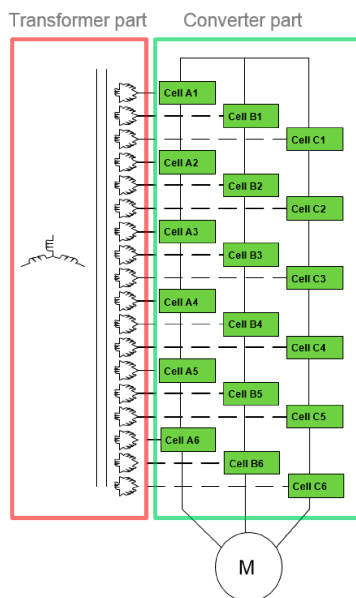 Transformer part Converter part
Cell A1
Cell B1
Cell C1
Cell A2
Cell B2
Cell C2
Cell A3
Cell B3
Cell C3
Cell A4
Cell B4
Cell C4
Cell A5
Cell B5
Cell C5
Cell A6
Cell B6
Cell C6
M